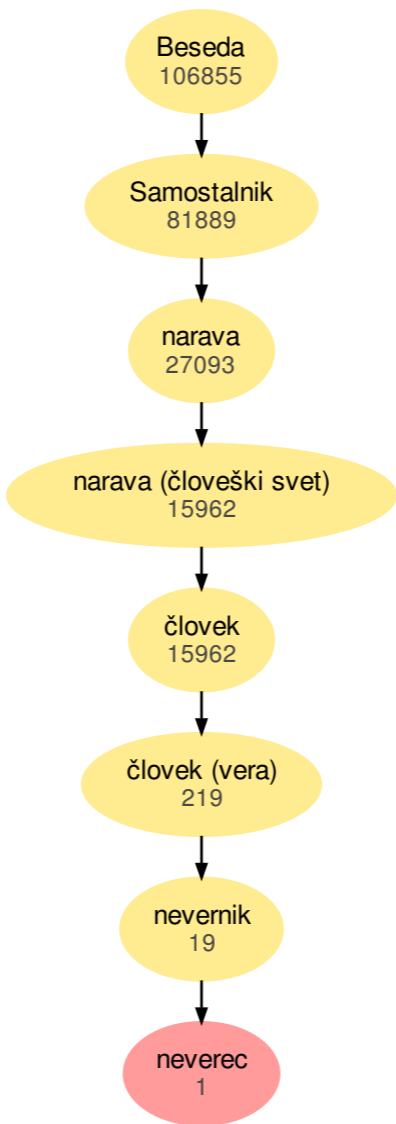 Beseda
106855
Samostalnik
81889
narava
27093
narava (človeški svet)
15962
človek
15962
človek (vera)
219
nevernik
19
neverec
1